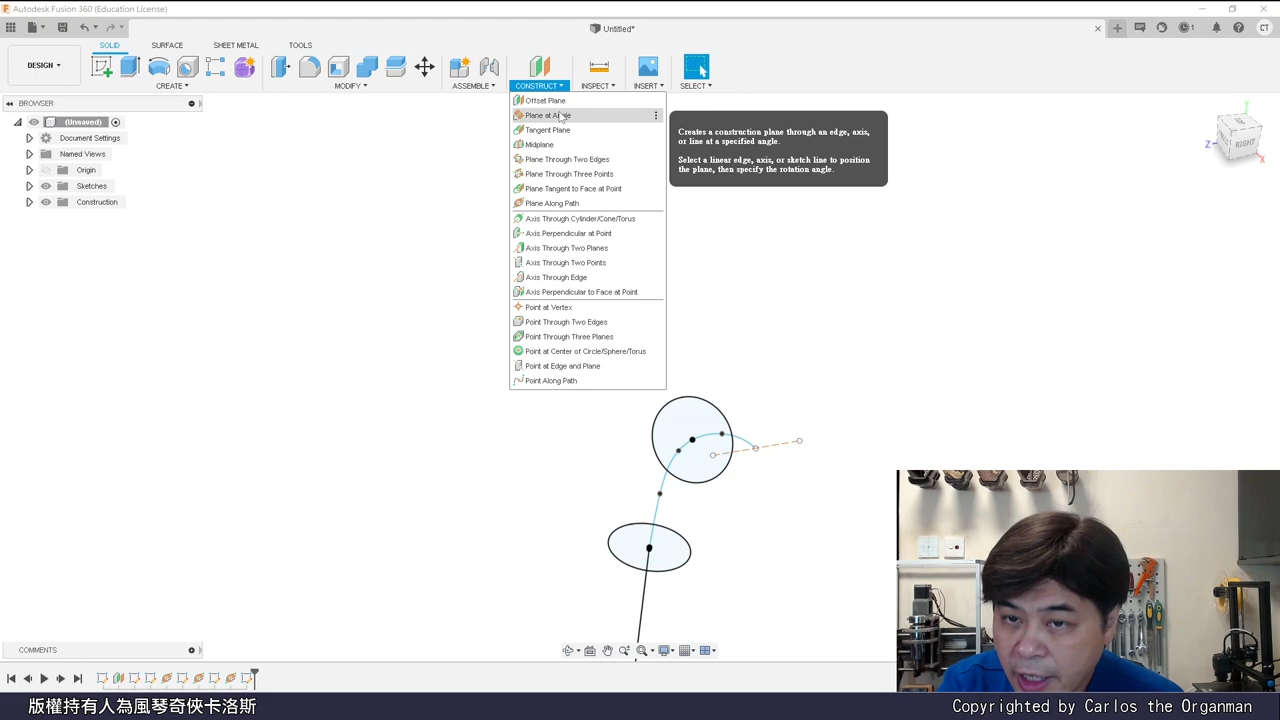 Autodesk Fusion 360 (Education License)
Untitled*
1
CT
DESIGN
SOLID
SURFACE
SHEET METAL
TOOLS
CREATE
MODIFY
ASSEMBLE
CONSTRUCT
INSPECT
INSERT
SELECT
BROWSER
(Unsaved)
Document Settings
Named Views
Origin
Sketches
Construction
Offset Plane
Plane at Angle
Tangent Plane
Midplane
Plane Through Two Edges
Plane Through Three Points
Plane Tangent to Face at Point
Plane Along Path
Axis Through Cylinder/Cone/Torus
Axis Perpendicular at Point
Axis Through Two Planes
Axis Through Two Points
Axis Through Edge
Axis Perpendicular to Face at Point
Point at Vertex
Point Through Two Edges
Point Through Three Planes
Point at Center of Circle/Sphere/Torus
Point at Edge and Plane
Point Along Path
Creates a construction plane through an edge, axis,
or line at a specified angle.
Select a linear edge, axis, or sketch line to position
the plane, then specify the rotation angle.
Y
Z
RIGHT
X
COMMENTS
版權持有人為風琴奇俠卡洛斯
Copyrighted by Carlos the Organman